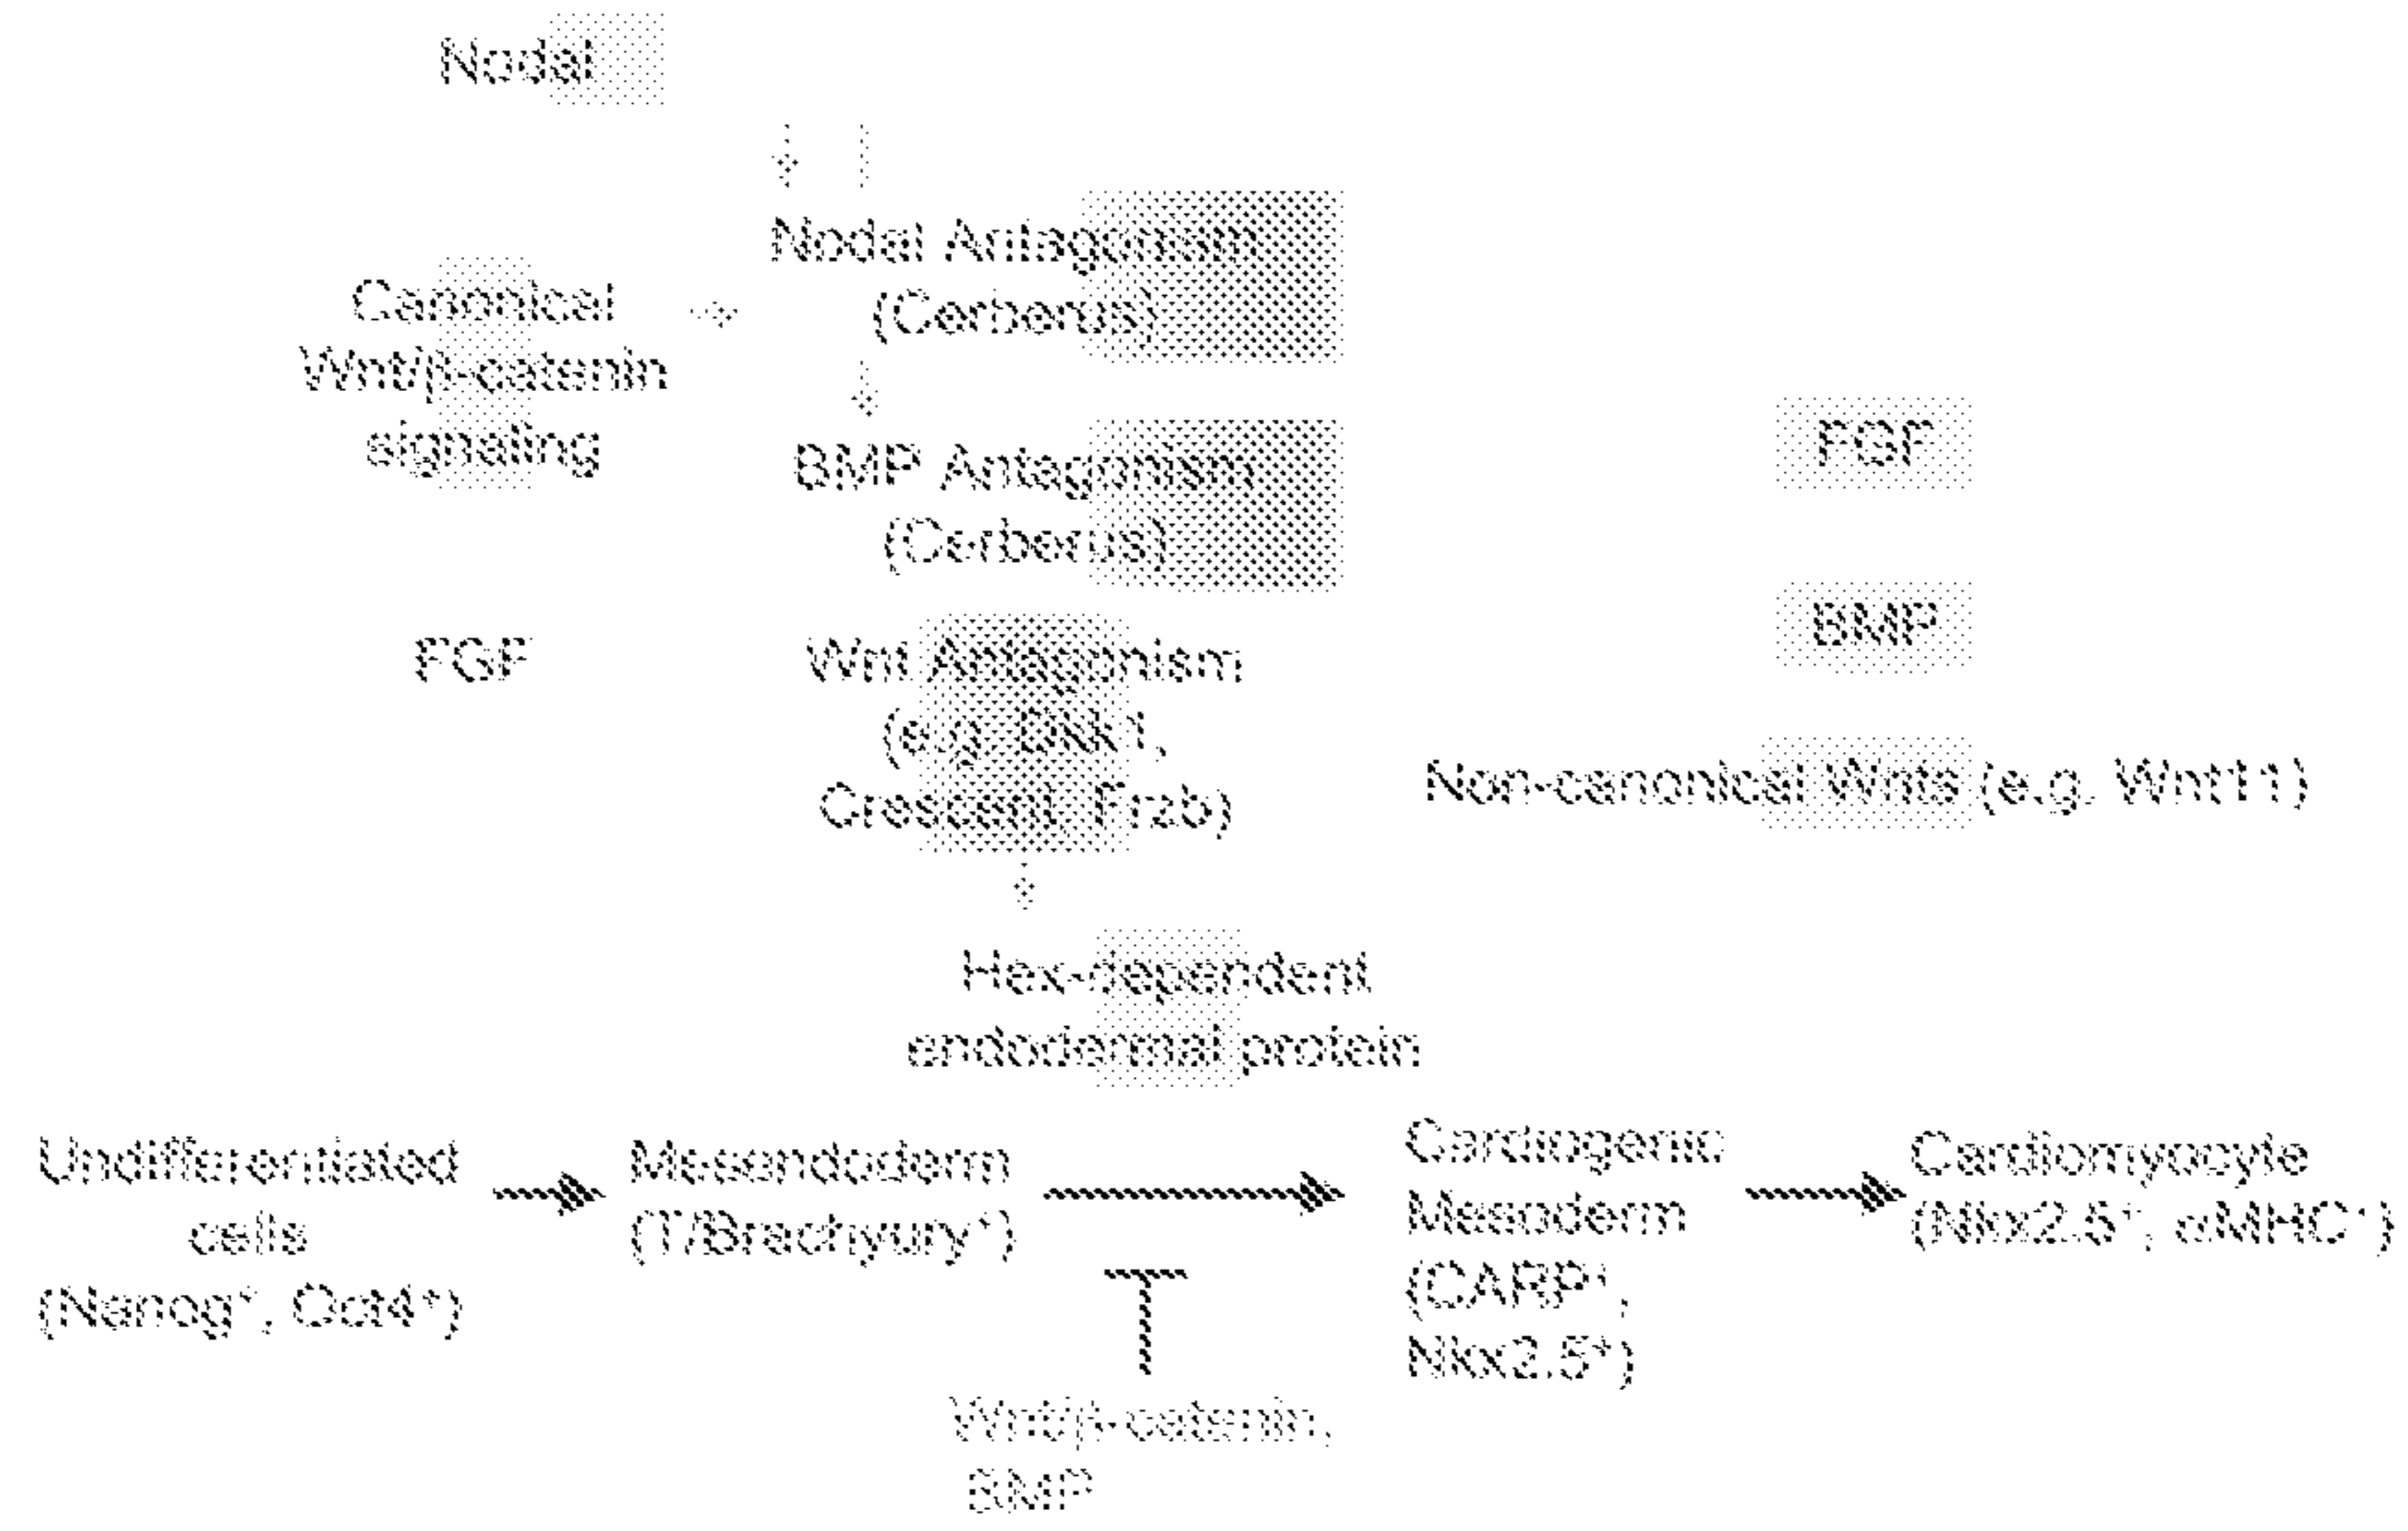 Nodal
Nodal Antagonism
(Cerberus)
Canonical
Wnt/β-catenin
signaling
BMP Antagonism
(Cerberus)
FGF
Wnt Antagonism
(e.g. Dkk1,
Crescent, Frzb)
FGF
BMP
Non-canonical Wnts (e.g. Wnt11)
Hex-dependent
endodermal protein
Undifferentiated
cells
(Nanog⁺, Oct4⁺)
Mesendoderm
(T/Brachyury⁺)
Cardiogenic
Mesoderm
(CARP⁺,
Nkx2.5⁺)
Cardiomyocyte
(Nkx2.5⁺, αMHC⁺)
Wnt/β-catenin,
BMP